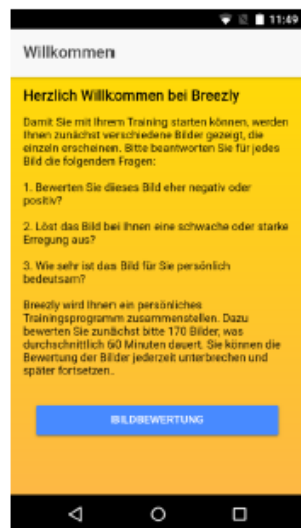 11:49
Willkommen
Herzlich Willkommen bei Breezly
Damit Sie mit Ihrem Training starten können, werden
Ihnen zunächst verschiedene Bilder gezeigt, die
einzeln erscheinen. Bitte beantworten Sie für jedes
Bild die folgendem Fragen:
1. Bewerten Sie dieses Bild eher negativ oder
positiv?
2. Löst das Bild bei Ihnen eine schwache oder starke
Erregung aus?
3. Wie sehr ist das Bild für Sie persönlich
bedeutsam?
Breezly wird Ihnen ein persönliches
Trainingsprogramm zusammenstellen. Dazu
bewerten Sie zunächst bitte 170 Bilder, was
durchschnittlich 60 Minuten dauert. Sie können die
Bewertung der Bilder jederzeit unterbrechen und
später fortsetzen..
BILDBEWERTUNG